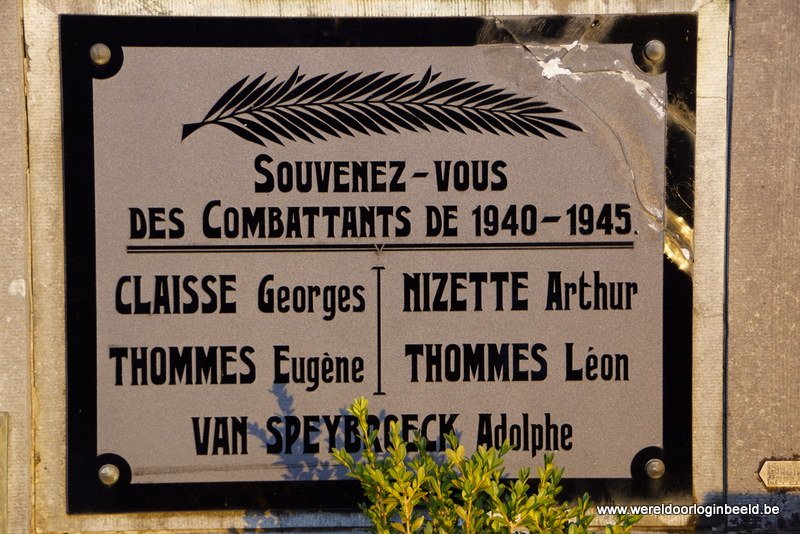 SOUVENEZ-VOUS
DES COMBATTANTS DE 1940-1945.
CLAISSE Georges
NIZETTE Arthur
THOMMES Eugène
THOMMES Léon
VAN SPEYBROECK Adolphe
www.wereldoorloginbeeld.be